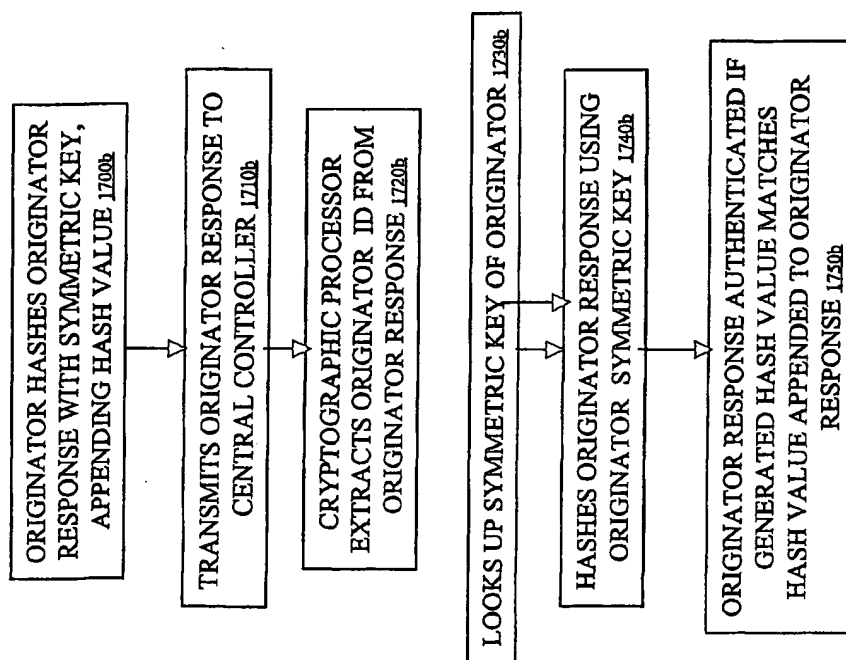 ORIGINATOR HASHES ORIGINATOR
RESPONSE WITH SYMMETRIC KEY,
APPENDING HASH VALUE 1700b
TRANSMITS ORIGINATOR RESPONSE TO
CENTRAL CONTROLLER 1710b
CRYPTOGRAPHIC PROCESSOR
EXTRACTS ORIGINATOR ID FROM
ORIGINATOR RESPONSE 1720b
LOOKS UP SYMMETRIC KEY OF ORIGINATOR 1730b
HASHES ORIGINATOR RESPONSE USING
ORIGINATOR SYMMETRIC KEY 1740b
ORIGINATOR RESPONSE AUTHENTICATED IF
GENERATED HASH VALUE MATCHES
HASH VALUE APPENDED TO ORIGINATOR
RESPONSE 1750b